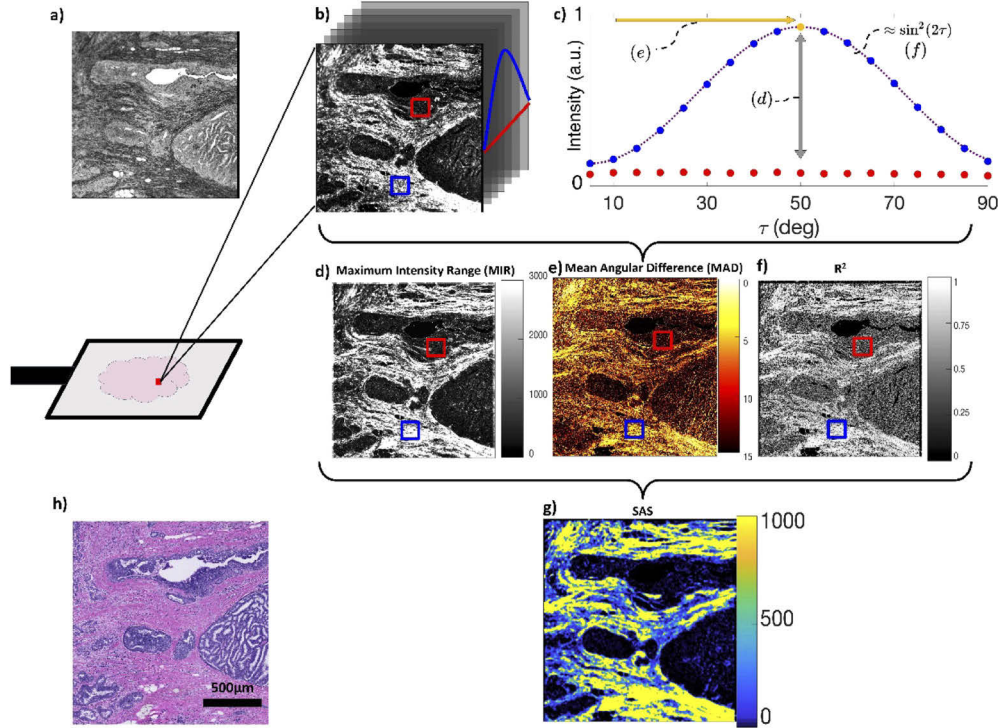 a)
b)
c)
1
(e)
≈ sin²(2τ)
(f)
(d)
Intensity (a.u.)
0
10
30
50
70
90
τ (deg)
d)
Maximum Intensity Range (MIR)
3000
2000
1000
0
e)
Mean Angular Difference (MAD)
0
5
10
15
f)
R²
1
0.75
0.5
0.25
0
g)
SAS
1000
500
0
h)
500µm